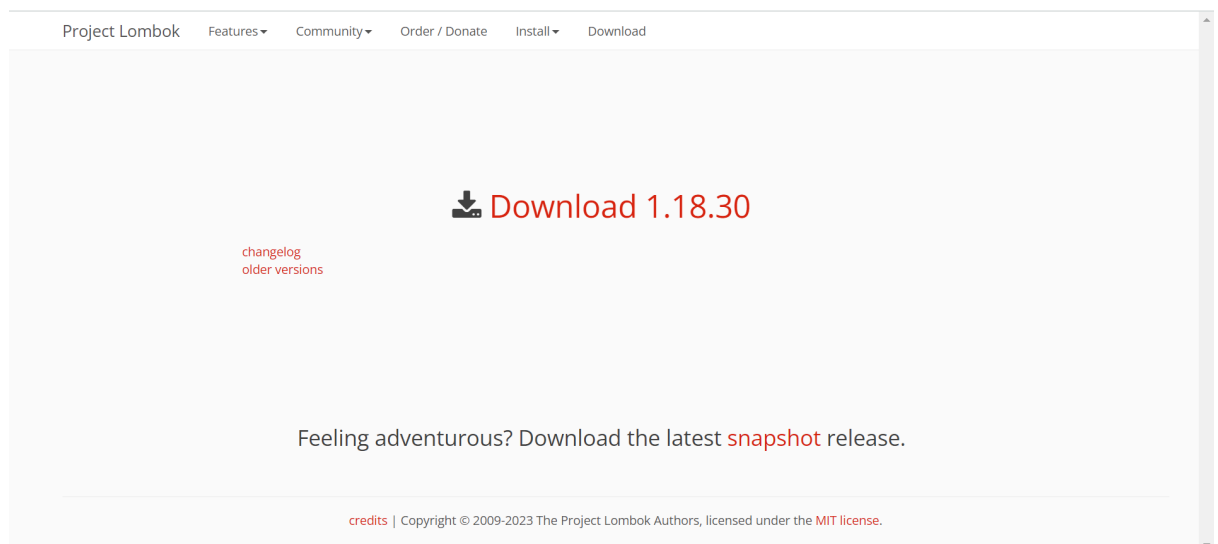 Project Lombok Features Community Order / Donate Install Download
Download 1.18.30
changelog
older versions
Feeling adventurous? Download the latest snapshot release.
credits | Copyright © 2009-2023 The Project Lombok Authors, licensed under the MIT license.